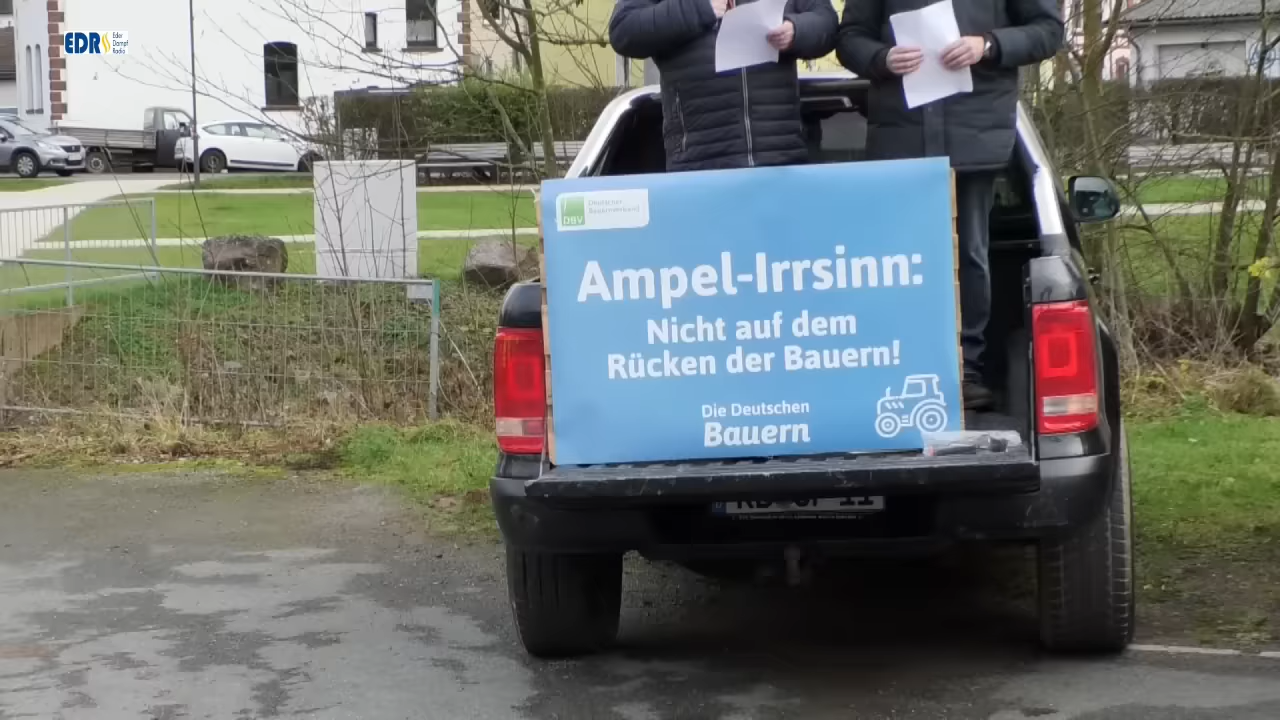 EDR
Eder
Dampf
Radio
Deutscher
Bauernverband
DBV
Ampel-Irrsinn:
Nicht auf dem
Rücken der Bauern!
Die Deutschen
Bauern